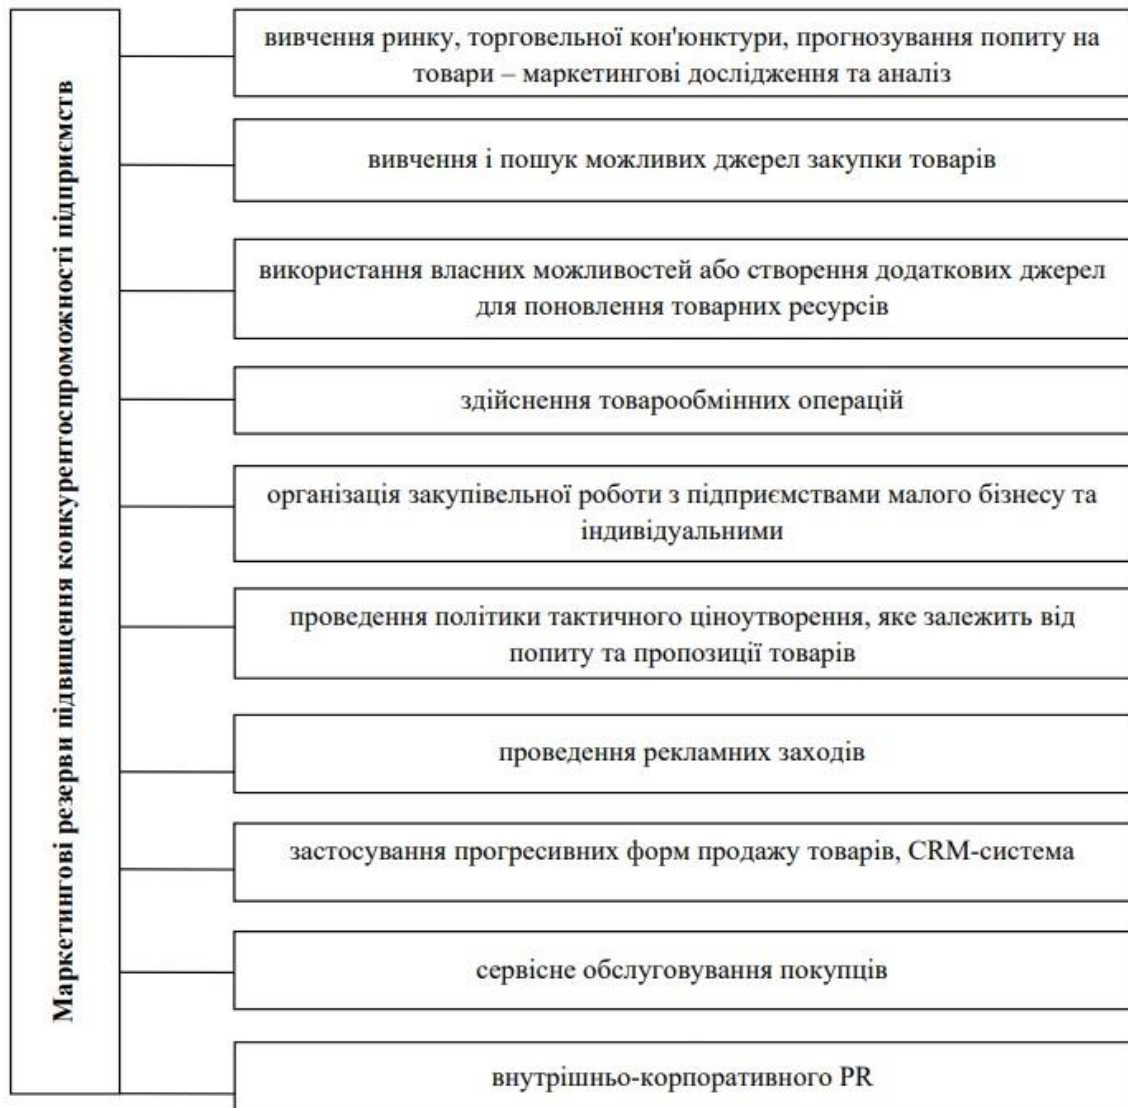 Маркетингові резерви підвищення конкурентоспроможності підприємств
вивчення ринку, торговельної кон'юнктури, прогнозування попиту на
товари – маркетингові дослідження та аналіз
вивчення і пошук можливих джерел закупки товарів
використання власних можливостей або створення додаткових джерел
для поновлення товарних ресурсів
здійснення товарообмінних операцій
організація закупівельної роботи з підприємствами малого бізнесу та
індивідуальними
проведення політики тактичного ціноутворення, яке залежить від
попиту та пропозиції товарів
проведення рекламних заходів
застосування прогресивних форм продажу товарів, CRM-система
сервісне обслуговування покупців
внутрішньо-корпоративного PR